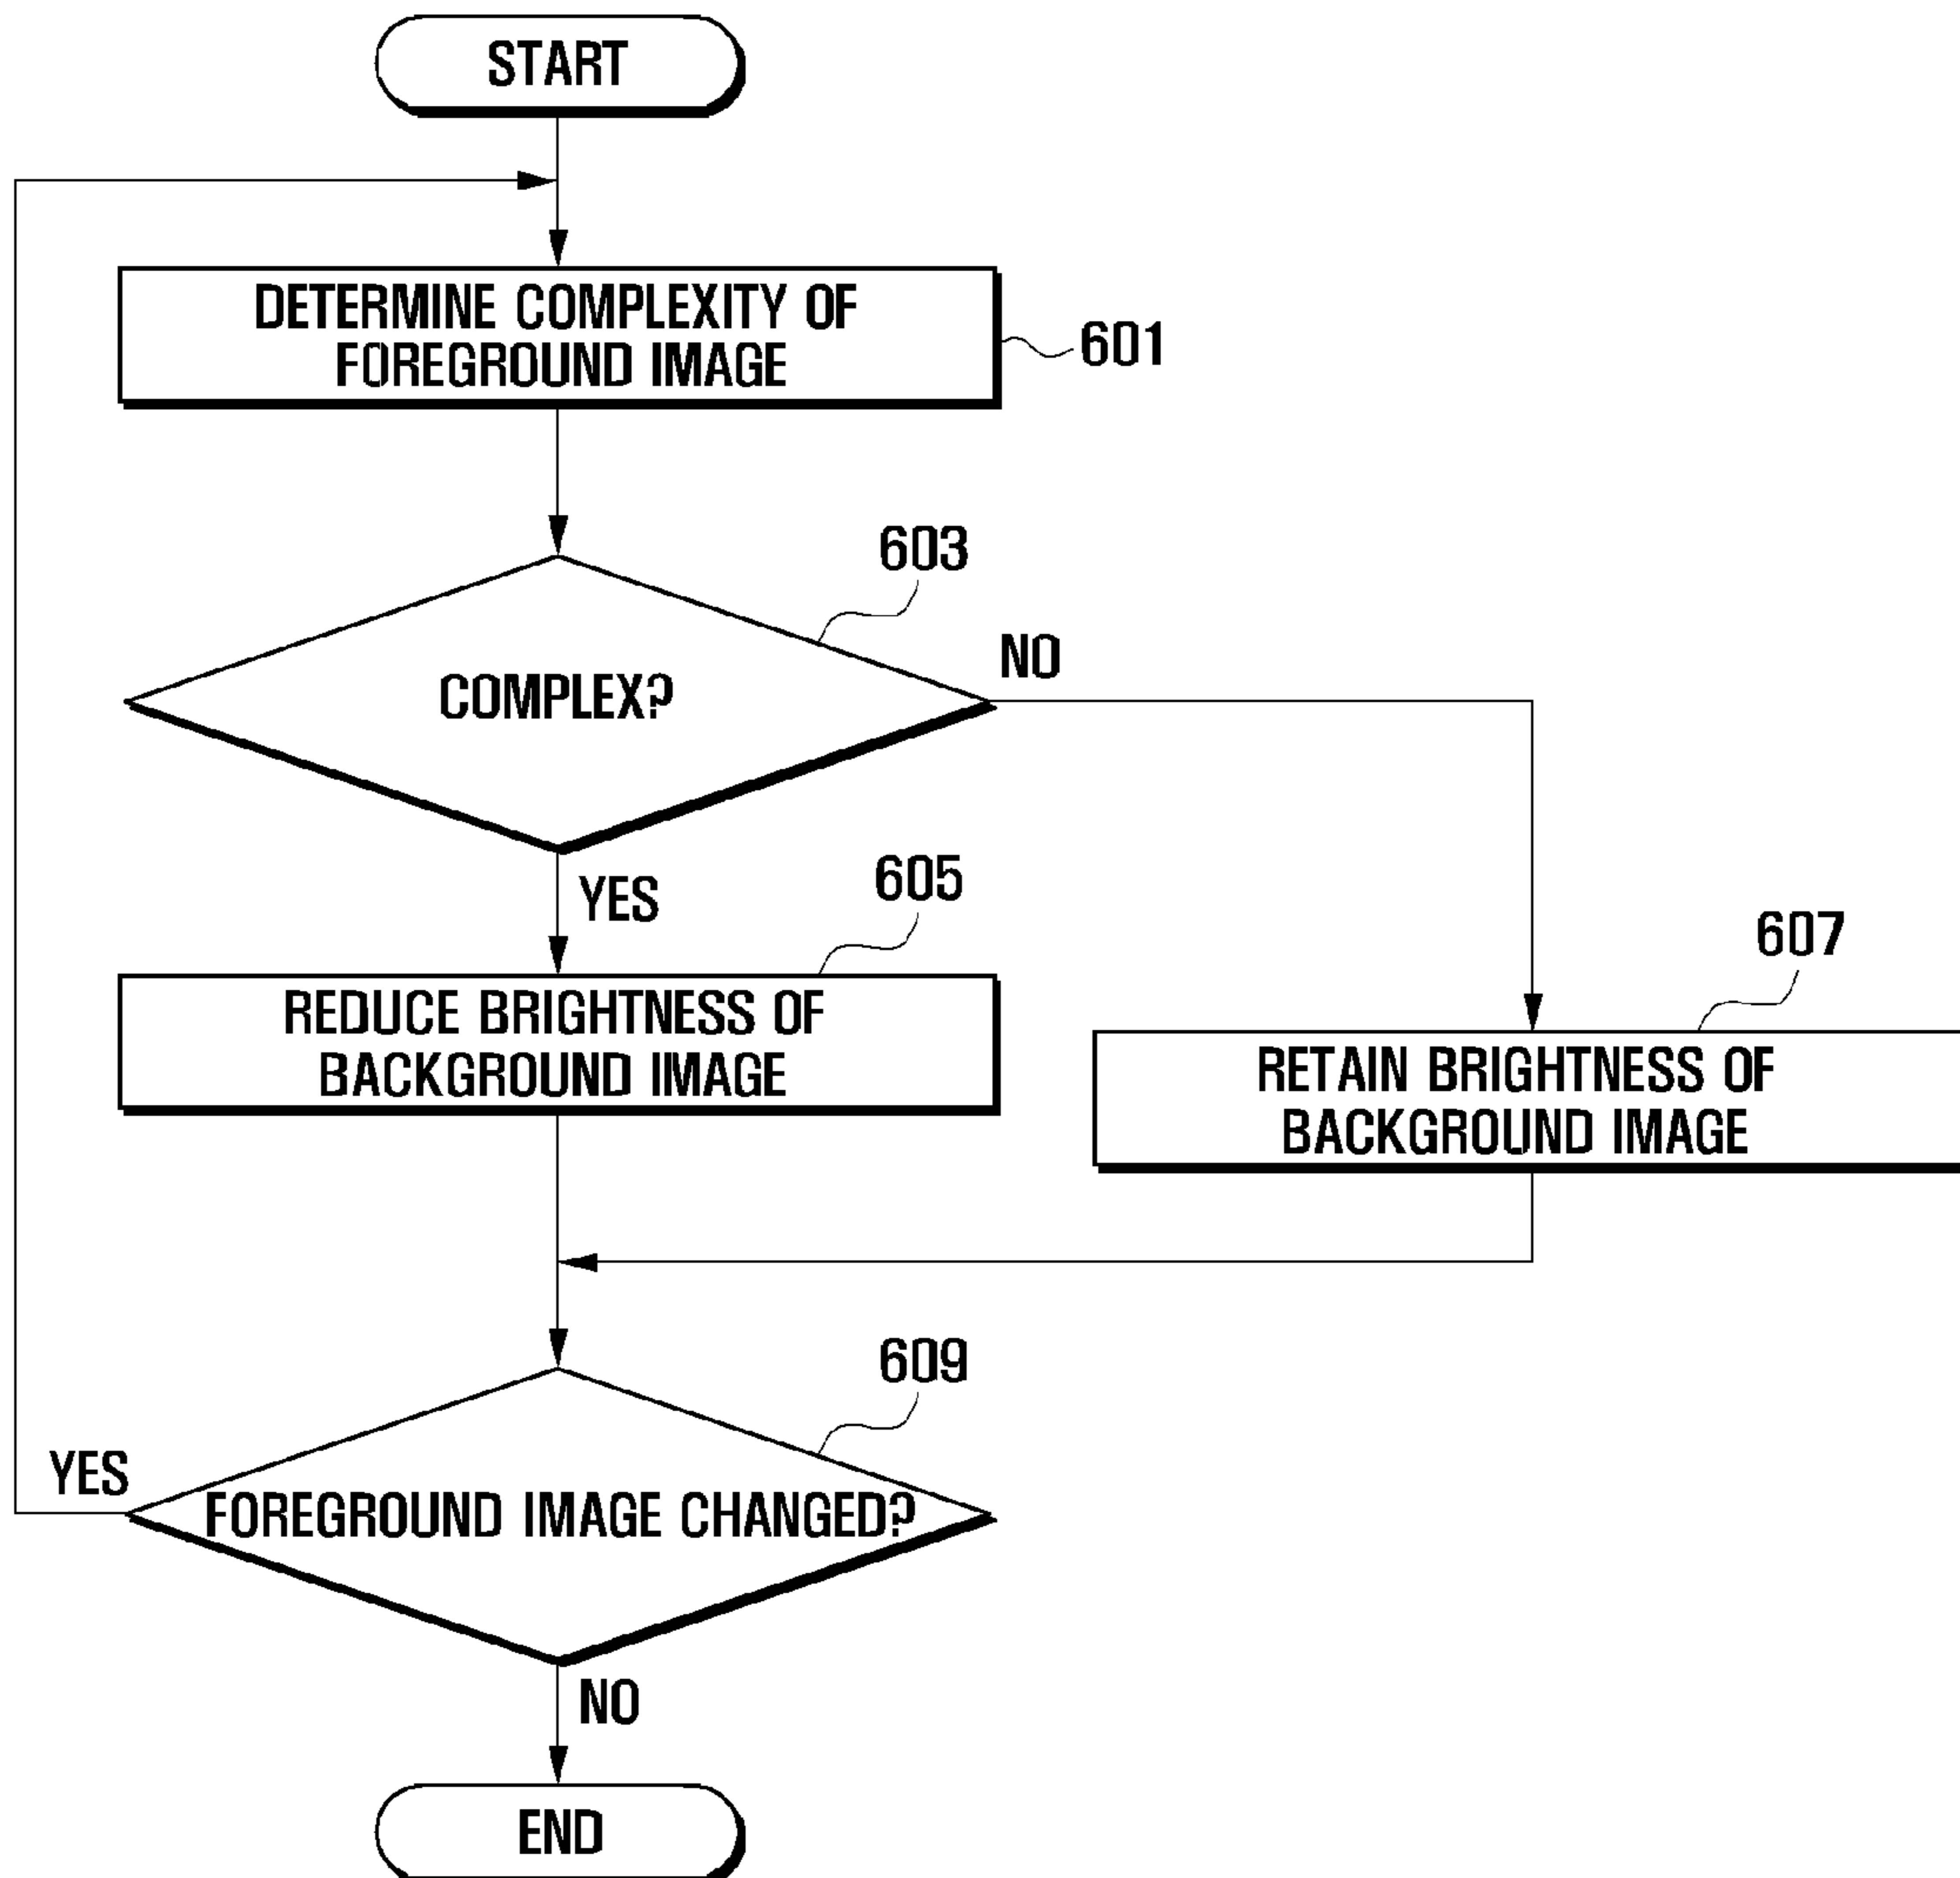 START
DETERMINE COMPLEXITY OF
FOREGROUND IMAGE
601
603
COMPLEX?
NO
YES
605
REDUCE BRIGHTNESS OF
BACKGROUND IMAGE
607
RETAIN BRIGHTNESS OF
BACKGROUND IMAGE
609
YES
FOREGROUND IMAGE CHANGED?
NO
END